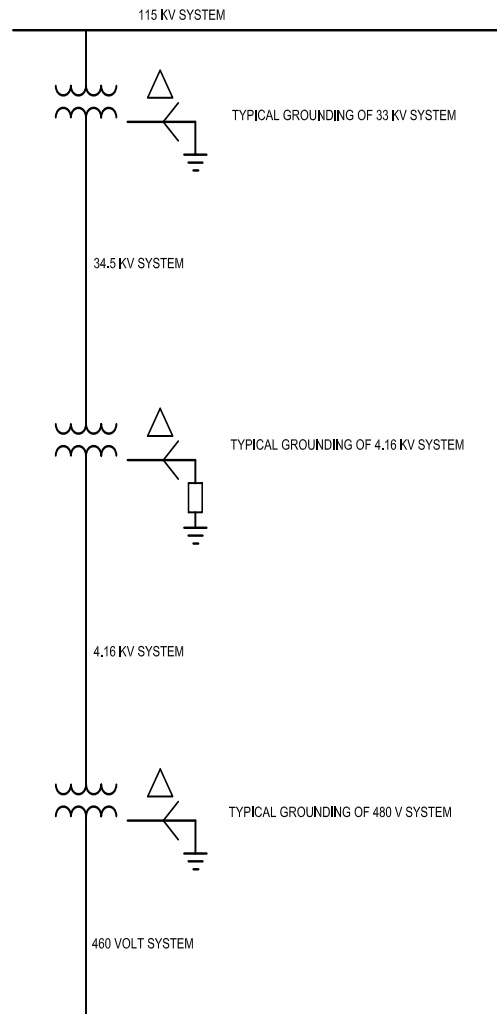 115 KV SYSTEM
TYPICAL GROUNDING OF 33 KV SYSTEM
34.5 KV SYSTEM
TYPICAL GROUNDING OF 4.16 KV SYSTEM
4.16 KV SYSTEM
TYPICAL GROUNDING OF 480 V SYSTEM
460 VOLT SYSTEM